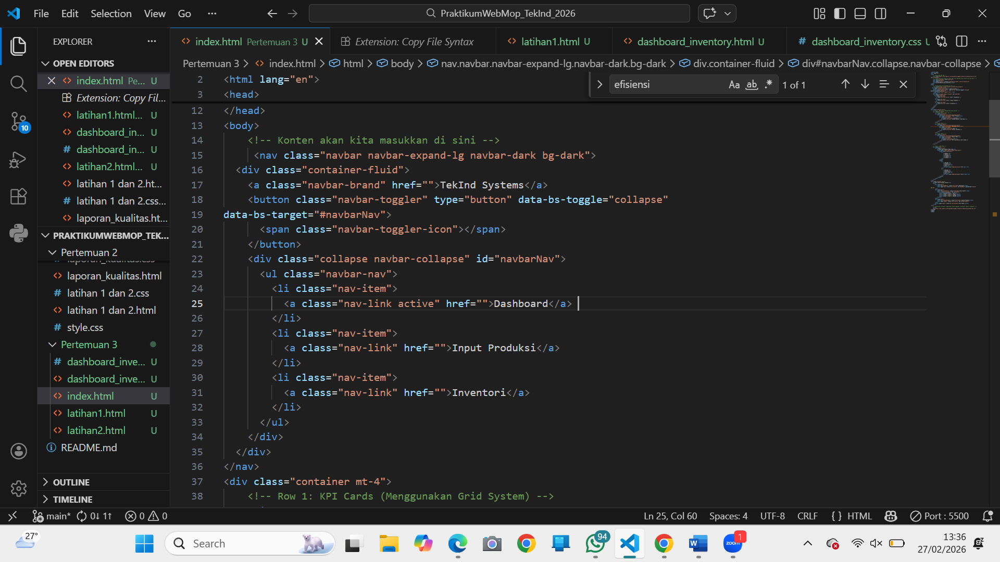 File Edit Selection View Go ...
PraktikumWebMop_TekInd_2026
EXPLORER ...
index.html Pertemuan 3 U
Extension: Copy File Syntax
latihan1.html U
dashboard_inventory.html U
# dashboard_inventory.css U
OPEN EDITORS
index.html Pe... U
Extension: Copy Fil...
latihan1.html... U
dashboard_in... U
# dashboard_in... U
latihan2.html... U
latihan 1 dan 2.ht...
# latihan 1 dan 2.css...
laporan_kualitas.ht...
PRAKTIKUMWEBMOP_TEK...
Pertemuan 2
laporan_kualitas.css
laporan_kualitas.html
# latihan 1 dan 2.css
latihan 1 dan 2.html
# style.css
Pertemuan 3
# dashboard_inve... U
dashboard_inve... U
index.html U
latihan1.html U
latihan2.html U
README.md
OUTLINE
TIMELINE
10
Pertemuan 3 > index.html > html > body > nav.navbar.navbar-expand-lg.navbar-dark.bg-dark > div.container-fluid > div#navbarNav.collapse.navbar-collapse >
efisiensi Aa ab .* 1 of 1
2 <html lang="en">
3 <head>
12 </head>
13 <body>
14 <!-- Konten akan kita masukkan di sini -->
15 <nav class="navbar navbar-expand-lg navbar-dark bg-dark">
16 <div class="container-fluid">
17 <a class="navbar-brand" href="">TekInd Systems</a>
18 <button class="navbar-toggler" type="button" data-bs-toggle="collapse"
19 data-bs-target="#navbarNav">
20 <span class="navbar-toggler-icon"></span>
21 </button>
22 <div class="collapse navbar-collapse" id="navbarNav">
23 <ul class="navbar-nav">
24 <li class="nav-item">
25 <a class="nav-link active" href="">Dashboard</a>
26 </li>
27 <li class="nav-item">
28 <a class="nav-link" href="">Input Produksi</a>
29 </li>
30 <li class="nav-item">
31 <a class="nav-link" href="">Inventori</a>
32 </li>
33 </ul>
34 </div>
35 </div>
36 </nav>
37 <div class="container mt-4">
38 <!-- Row 1: KPI Cards (Menggunakan Grid System) -->
main* 0↓ 1↑ 0 0
Ln 25, Col 60 Spaces: 4 UTF-8 CRLF { } HTML Port : 5500
27°
Search
94
W
zoom
1
13:36
27/02/2026